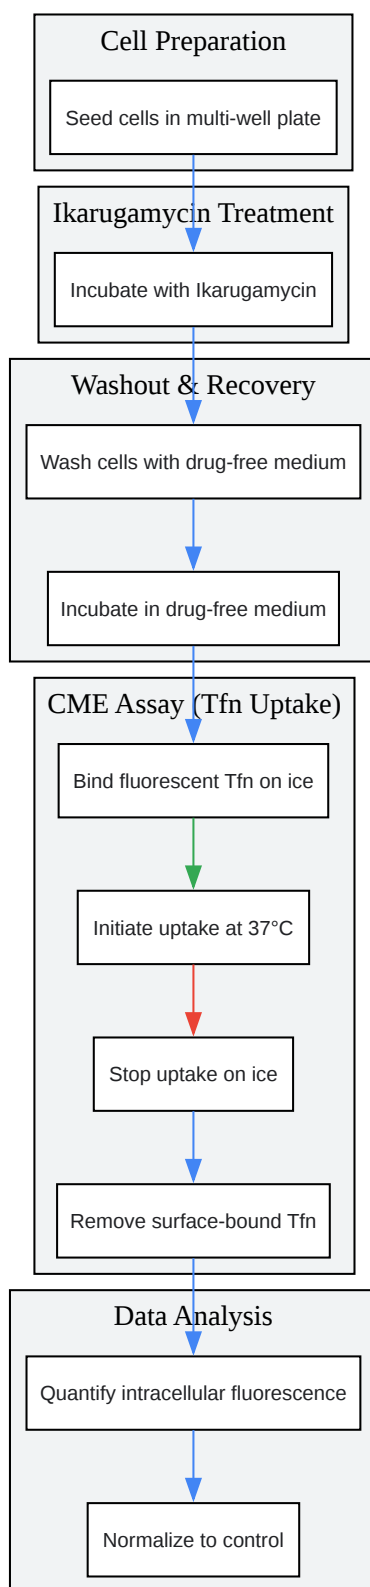 Cell Preparation
Seed cells in multi-well plate
Ikarugamycin Treatment
Incubate with Ikarugamycin
Washout & Recovery
Wash cells with drug-free medium
Incubate in drug-free medium
CME Assay (Tfn Uptake)
Bind fluorescent Tfn on ice
Initiate uptake at 37°C
Stop uptake on ice
Remove surface-bound Tfn
Data Analysis
Quantify intracellular fluorescence
Normalize to control